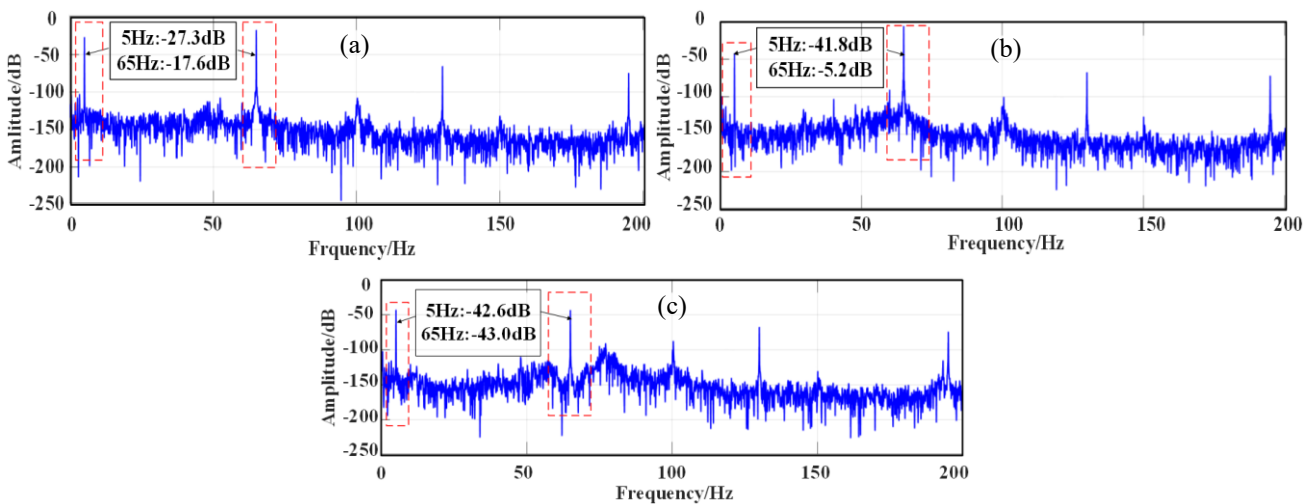 0
-50
-100
-150
-200
-250
Amplitude/dB
5Hz:-27.3dB
65Hz:-17.6dB
(a)
0
50
100
150
200
Frquency/Hz
0
-50
-100
-150
-200
-250
Amplitude/dB
5Hz:-41.8dB
65Hz:-5.2dB
(b)
0
50
100
150
200
Frequency/Hz
0
-50
-100
-150
-200
-250
Amplitude/dB
5Hz:-42.6dB
65Hz:-43.0dB
(c)
0
50
100
150
200
Frequency/Hz